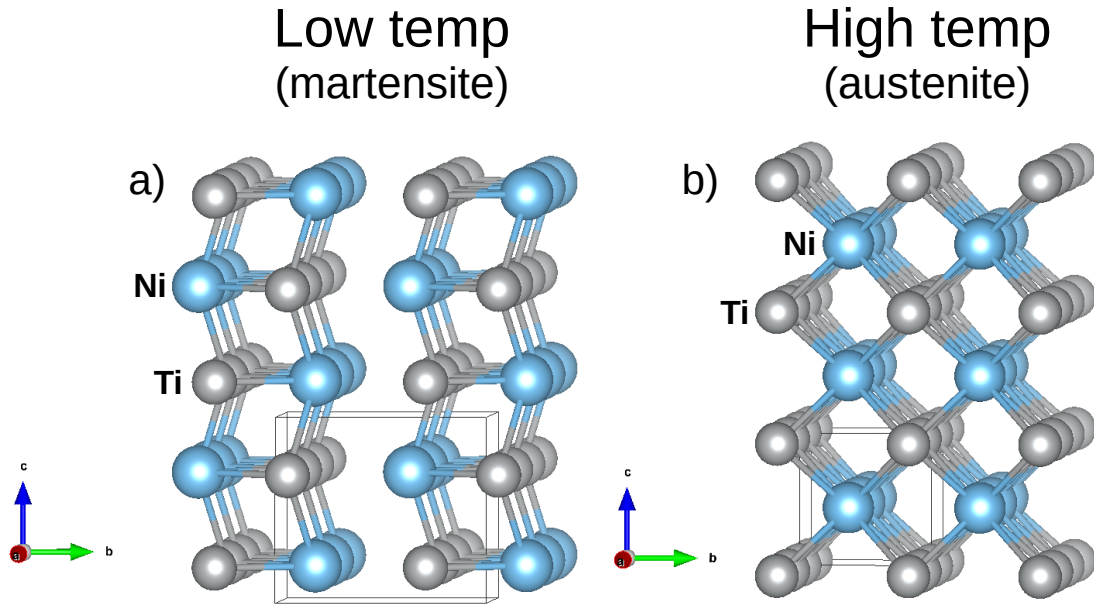 Low temp
(martensite)
High temp
(austenite)
a)
Ni
Ti
c
b
a
b)
Ni
Ti
c
b
a